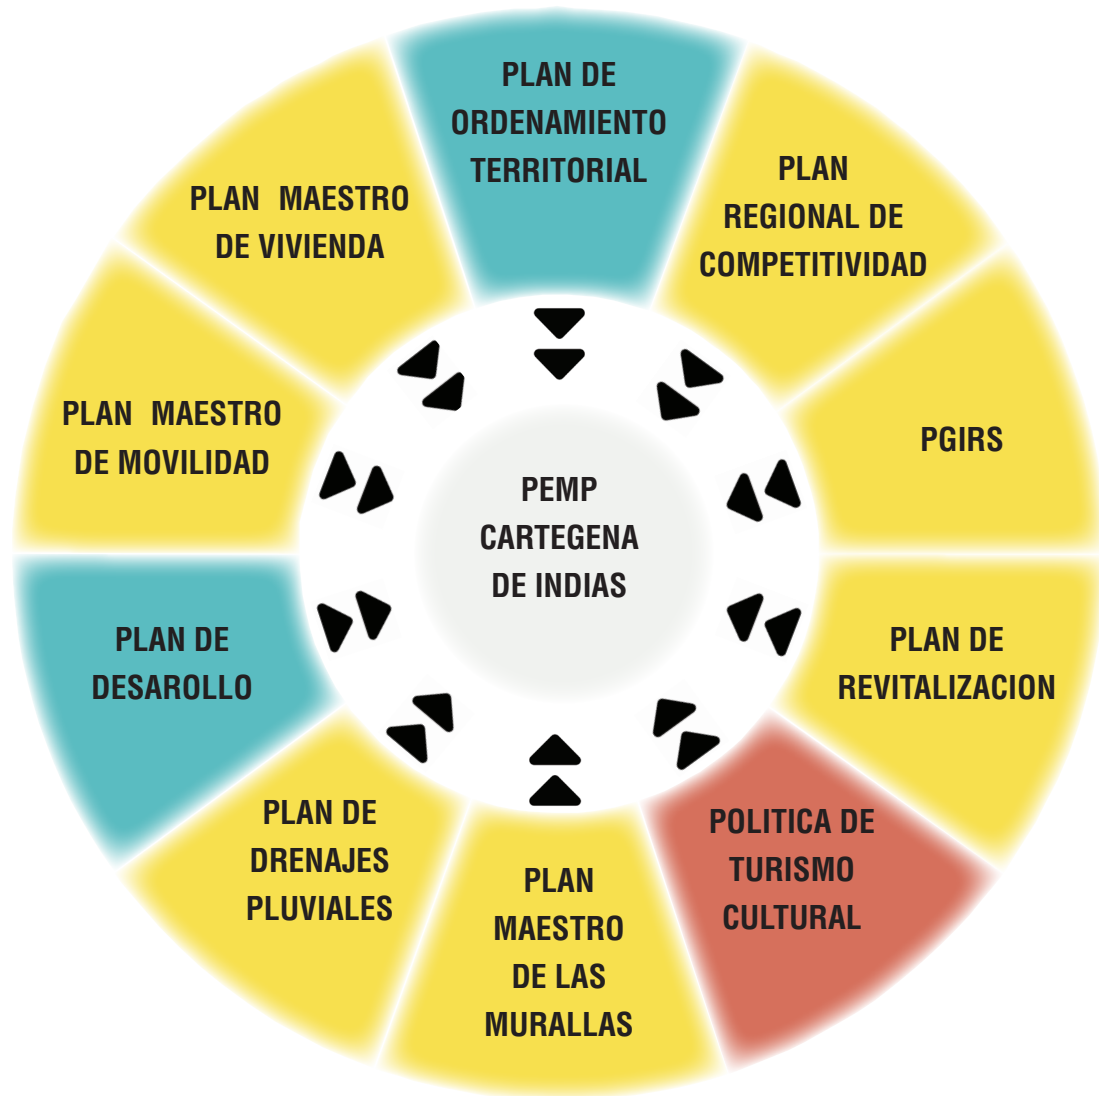 PLAN DE
ORDENAMIENTO
TERRITORIAL
PLAN
REGIONAL DE
COMPETITIVIDAD
PGIRS
PLAN DE
REVITALIZACION
POLITICA DE
TURISMO
CULTURAL
PLAN
MAESTRO
DE LAS
MURALLAS
PLAN DE
DRENAJES
PLUVIALES
PLAN DE
DESAROLLO
PLAN MAESTRO
DE MOVILIDAD
PLAN MAESTRO
DE VIVIENDA
PEMP
CARTEGENA
DE INDIAS